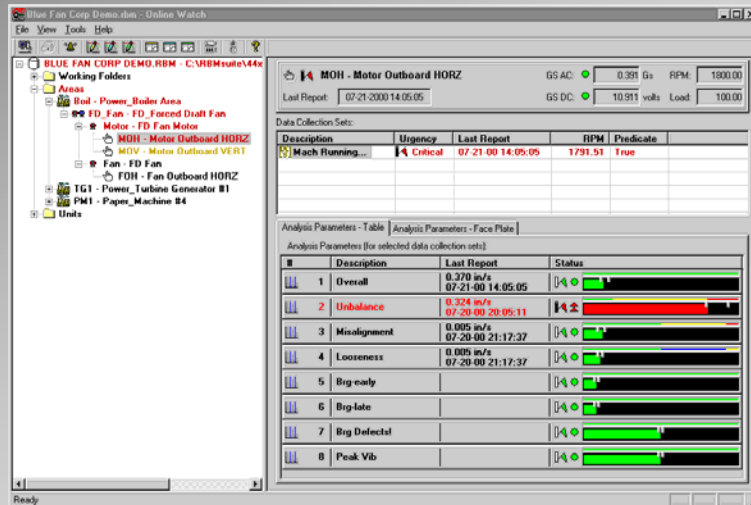 Blue Fan Corp Demo.rbm - Online Watch
File View Tools Help
BLUE FAN CORP DEMO.RBM - C:\RBMsuite\44x
Working Folders
Areas
Boil - Power_Boiler Area
FD_Fan - FD_Forced Draft Fan
Motor - FD Fan Motor
MOH - Motor Outboard HORZ
MOV - Motor Outboard VERT
Fan - FD Fan
FOH - Fan Outboard HORZ
TG1 - Power_Turbine Generator #1
PM1 - Paper_Machine #4
Units
MOH - Motor Outboard HORZ GS AC: 0.391 Gs RPM: 1800.00
Last Report: 07-21-2000 14:05:05 GS DC: 10.911 volts Load: 100.00
Data Collection Sets:
Description Urgency Last Report RPM Predicate
Mach Running... Critical 07-21-00 14:05:05 1791.51 True
Analysis Parameters - Table Analysis Parameters - Face Plate
Analysis Parameters (for selected data collection sets):
# Description Last Report Status
1 Overall 0.370 in/s
07-21-00 14:05:05
2 Unbalance 0.324 in/s
07-20-00 20:05:11
3 Misalignment 0.005 in/s
07-20-00 21:17:37
4 Looseness 0.005 in/s
07-20-00 21:17:37
5 Brg-early
6 Brg-late
7 Brg Defects!
8 Peak Vib
Ready